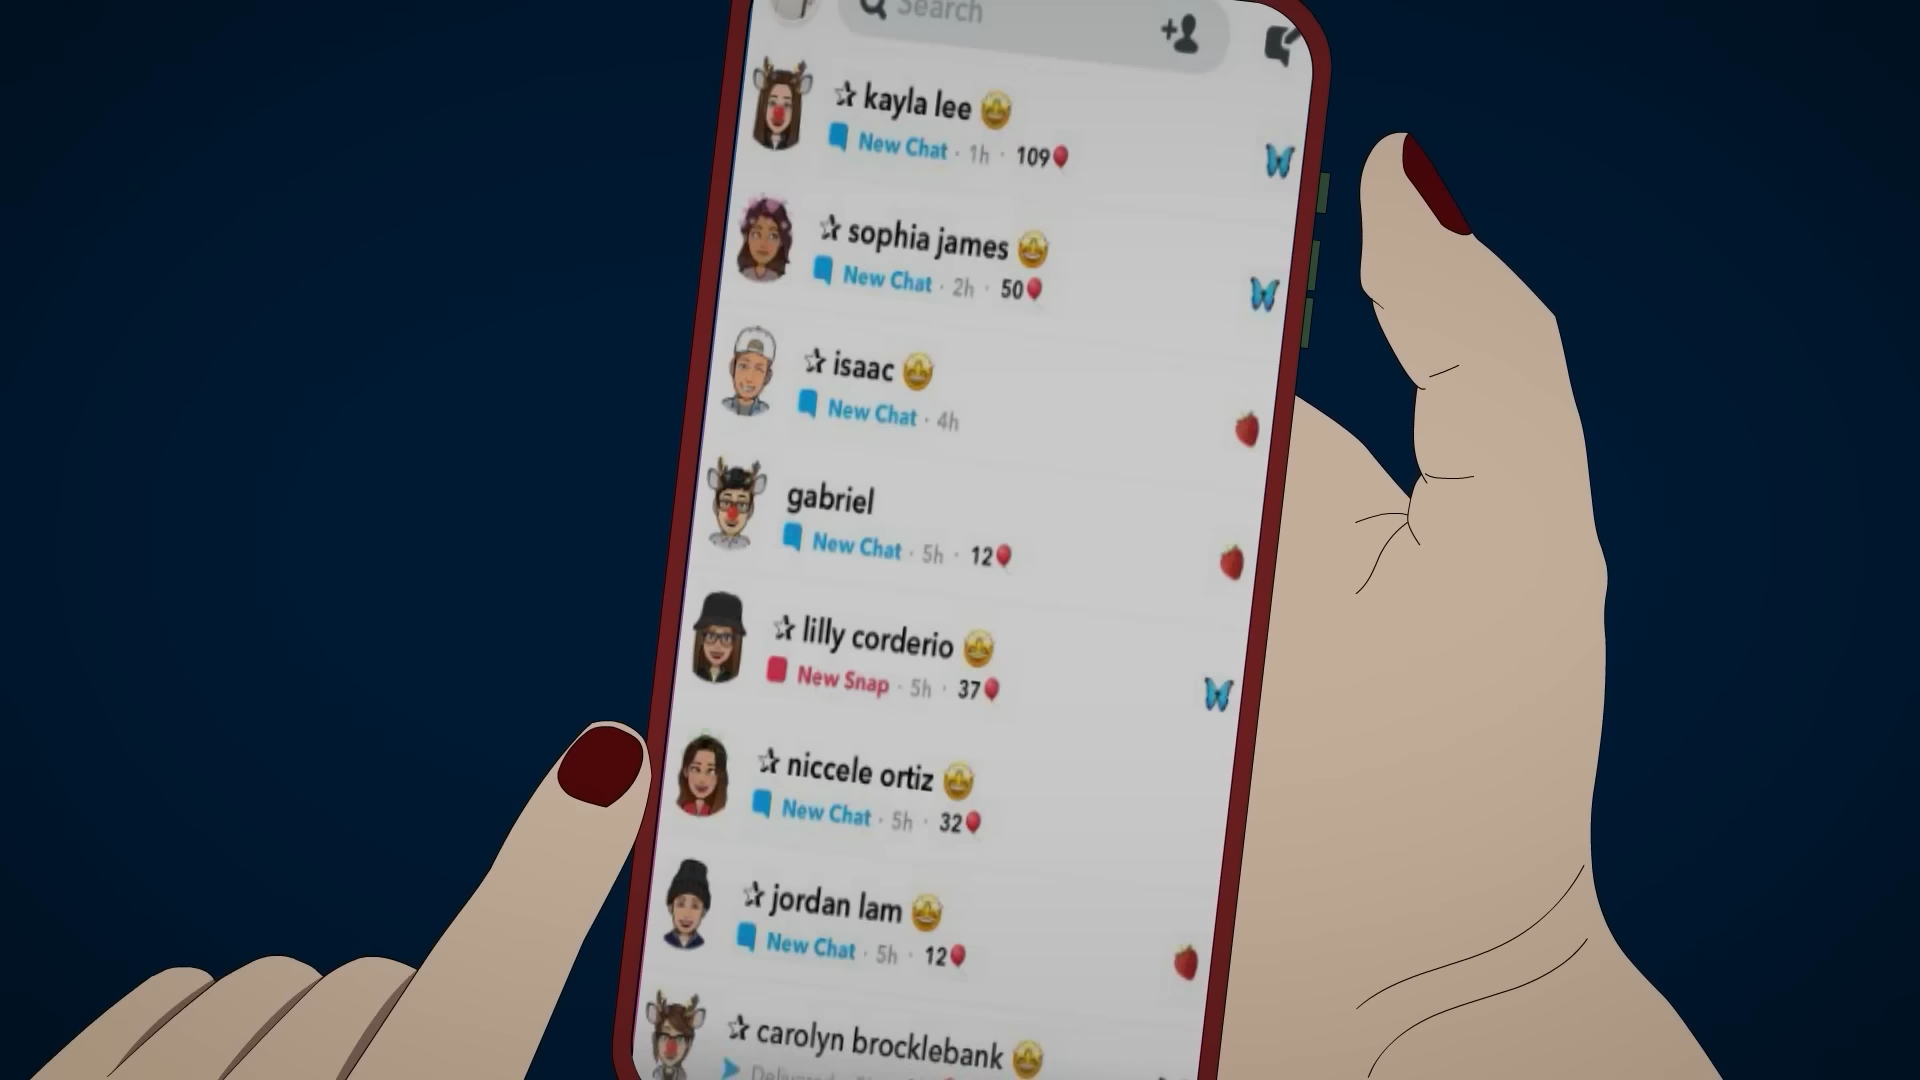 Search
☆ kayla lee 🤩
New Chat · 1h · 109🎈
☆ sophia james 🤩
New Chat · 2h · 50🎈
☆ isaac 🤩
New Chat · 4h
gabriel
New Chat · 5h · 12🎈
☆ lilly corderio 🤩
New Snap · 5h · 37🎈
☆ niccele ortiz 🤩
New Chat · 5h · 32🎈
☆ jordan lam 🤩
New Chat · 5h · 12🎈
☆ carolyn brocklebank 🤩
Delivered